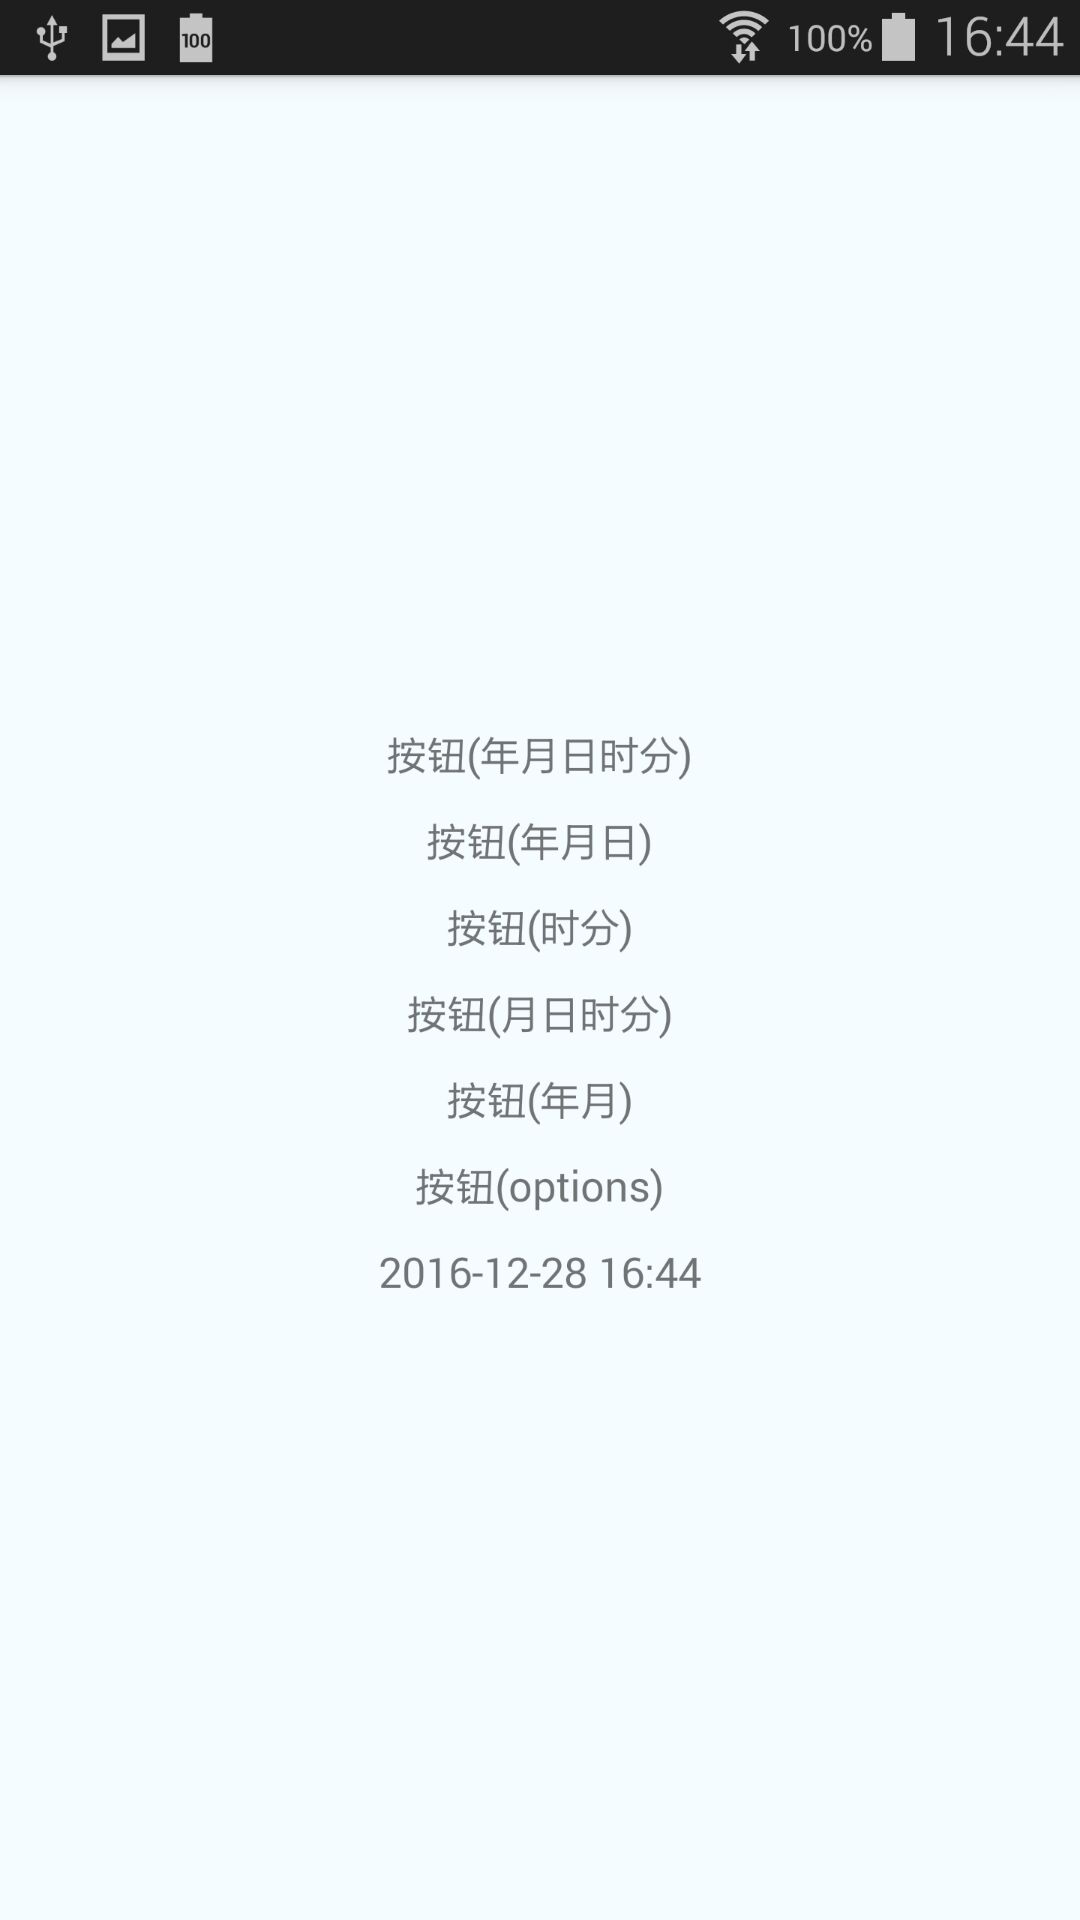 100 100% 16:44
按钮(年月日时分)
按钮(年月日)
按钮(时分)
按钮(月日时分)
按钮(年月)
按钮(options)
2016-12-28 16:44